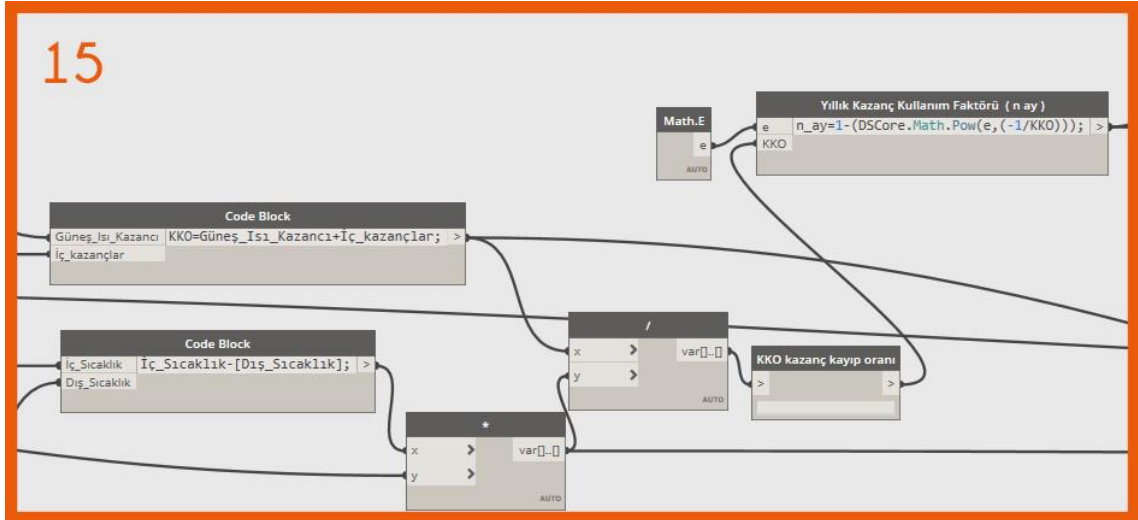 15
Math.E
e
AUTO
Yıllık Kazanç Kullanım Faktörü ( n ay )
e n_ay=1-(DSCore.Math.Pow(e,(-1/KKO))); >
KKO
Code Block
Güneş_Isı_Kazancı KKO=Güneş_Isı_Kazancı+İç_kazançlar; >
İç_kazançlar
Code Block
İç_Sıcaklık İç_Sıcaklık-[Dış_Sıcaklık]; >
Dış_Sıcaklık
/
x > var[]..[]
y >
AUTO
KKO kazanç kayıp oranı
> >
*
x > var[]..[]
y >
AUTO